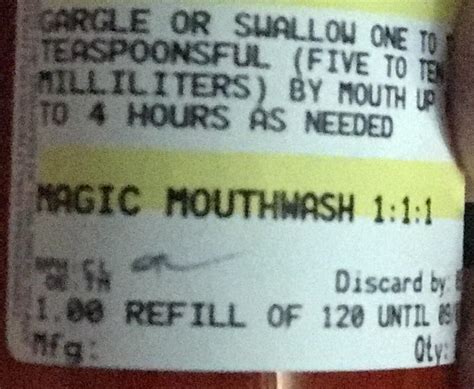 GARGLE OR SWALLOW ONE TO
TEASPOONSFUL (FIVE TO TEN
MILLILITERS) BY MOUTH UP
TO 4 HOURS AS NEEDED
MAGIC MOUTHWASH 1:1:1
Discard by
1.00 REFILL OF 120 UNTIL
Mfg:
Qty: